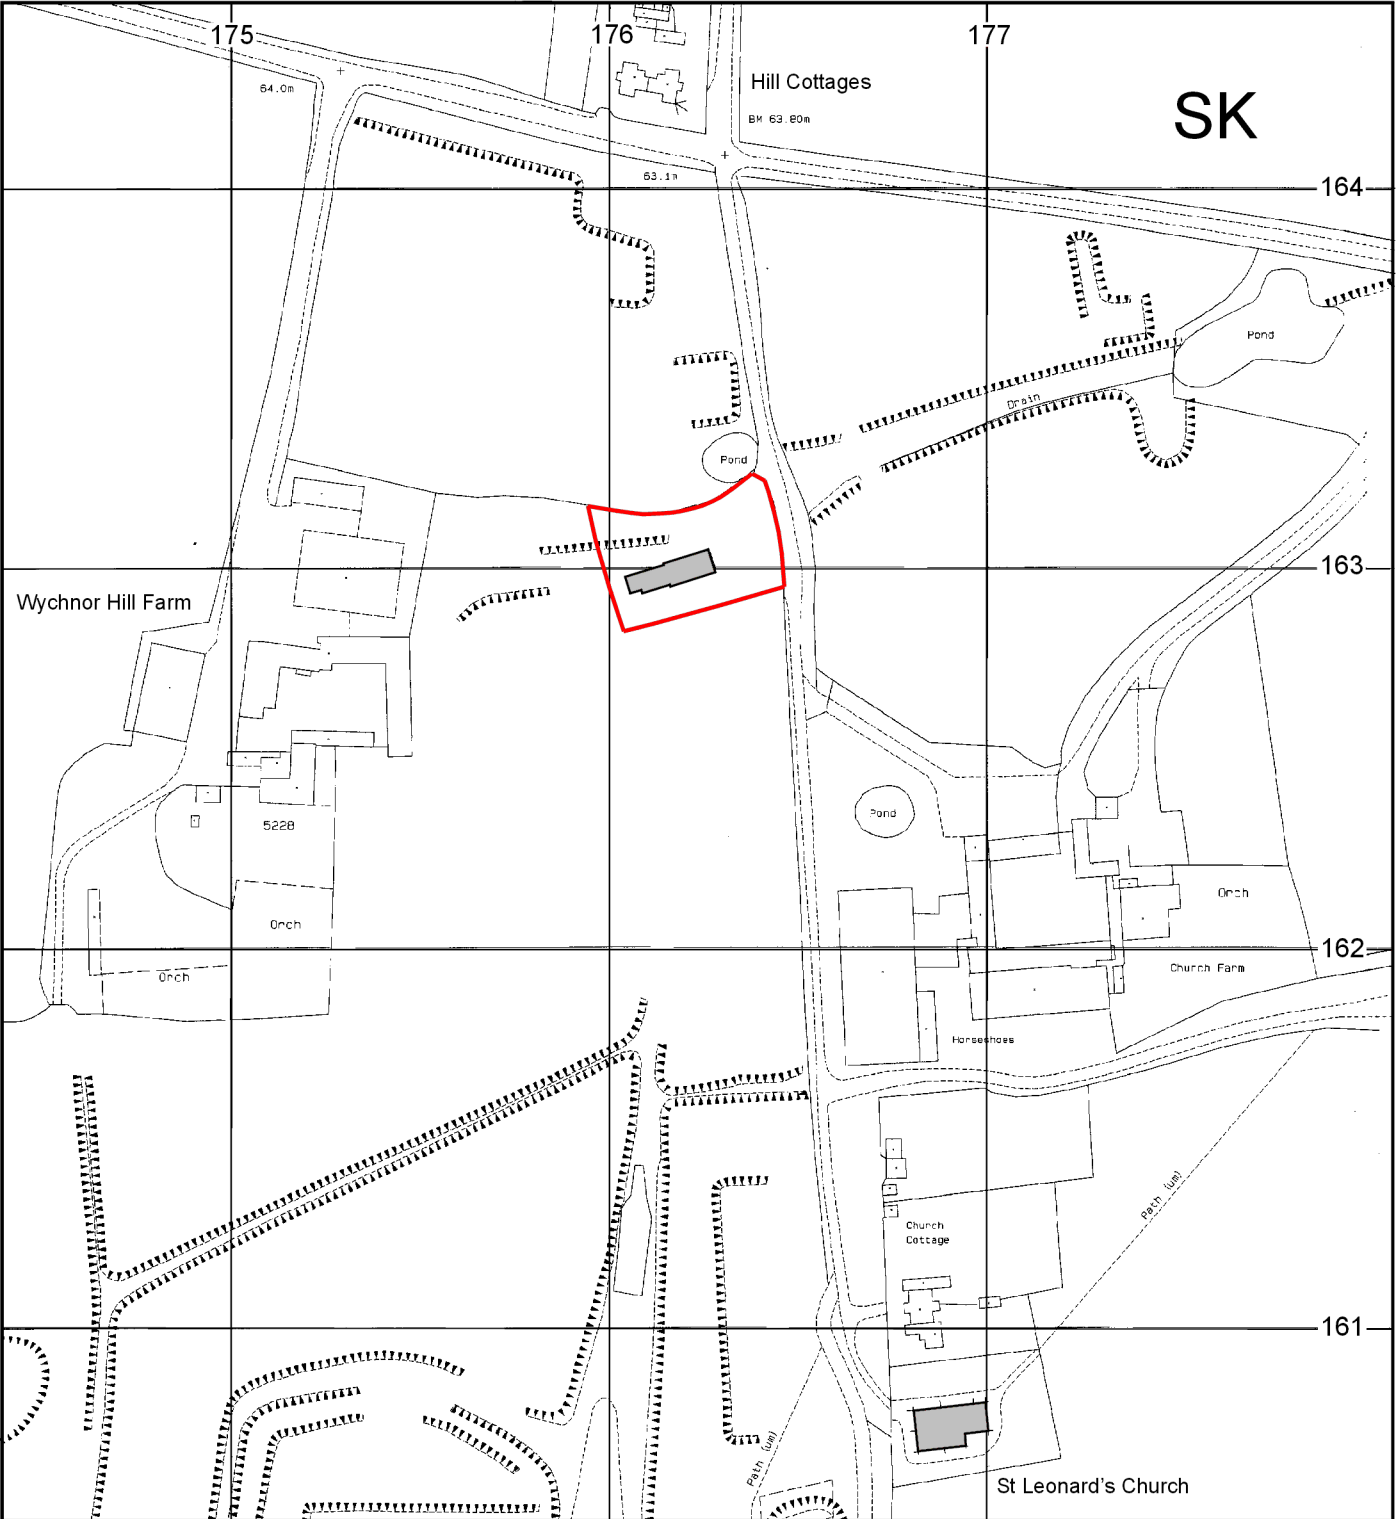 175
176
177
Hill Cottages
64.0m
BM 63.80m
SK
63.1m
164
Pond
Drain
Pond
163
Wychnor Hill Farm
Pond
5228
Orch
Orch
162
Orch
Church Farm
Horseshoes
Path (um)
Church
Cottage
161
Path (um)
St Leonard's Church